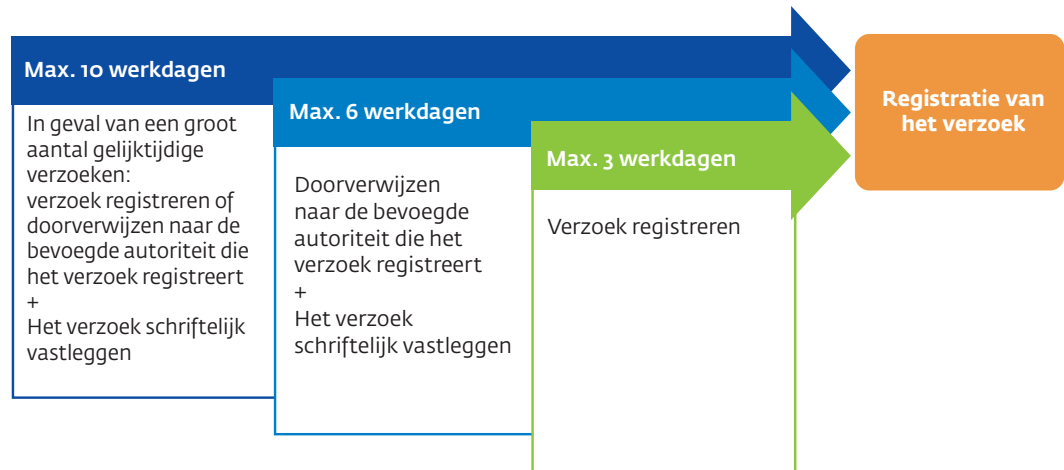 Max. 10 werkdagen
In geval van een groot
aantal gelijktijdige
verzoeken:
verzoek registreren of
doorverwijzen naar de
bevoegde autoriteit die
het verzoek registreert
+
Het verzoek schriftelijk
vastleggen
Max. 6 werkdagen
Doorverwijzen
naar de bevoegde
autoriteit die het
verzoek registreert
+
Het verzoek
schriftelijk vastleggen
Max. 3 werkdagen
Verzoek registreren
Registratie van
het verzoek